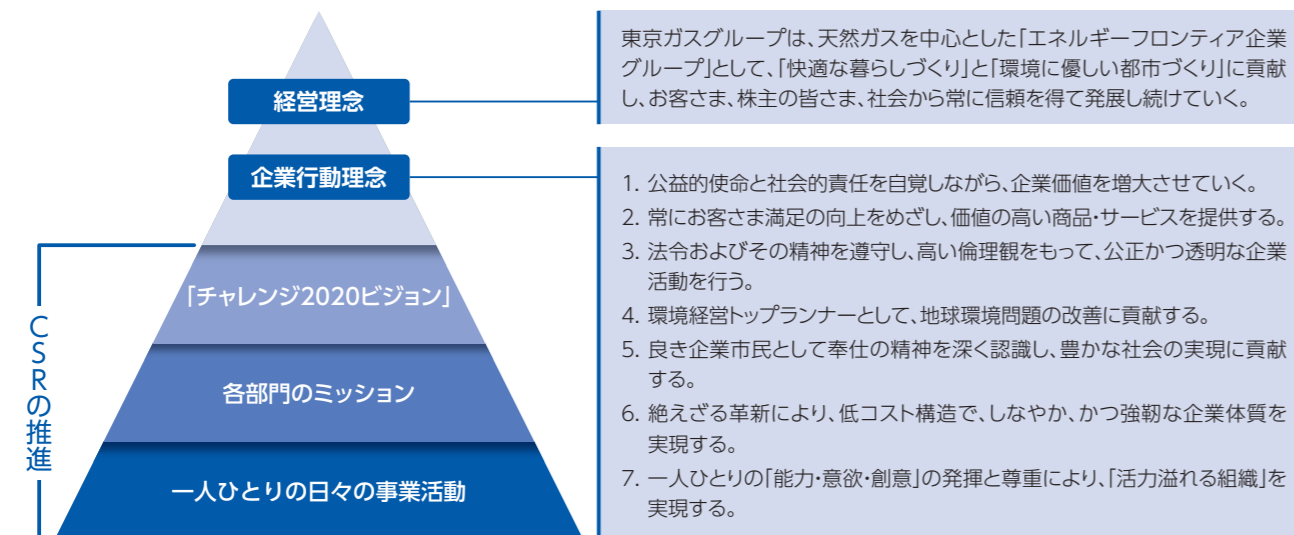 経営理念
東京ガスグループは、天然ガスを中心とした「エネルギーフロンティア企業
グループ」として、「快適な暮らしづくり」と「環境に優しい都市づくり」に貢献
し、お客さま、株主の皆さま、社会から常に信頼を得て発展し続けていく。
企業行動理念
1. 公益的使命と社会的責任を自覚しながら、企業価値を増大させていく。
2. 常にお客さま満足の向上をめざし、価値の高い商品・サービスを提供する。
3. 法令およびその精神を遵守し、高い倫理観をもって、公正かつ透明な企業
活動を行う。
4. 環境経営トップランナーとして、地球環境問題の改善に貢献する。
5. 良き企業市民として奉仕の精神を深く認識し、豊かな社会の実現に貢献
する。
6. 絶えざる革新により、低コスト構造で、しなやか、かつ強靭な企業体質を
実現する。
7. 一人ひとりの「能力・意欲・創意」の発揮と尊重により、「活力溢れる組織」を
実現する。
CSRの推進
「チャレンジ2020ビジョン」
各部門のミッション
一人ひとりの日々の事業活動